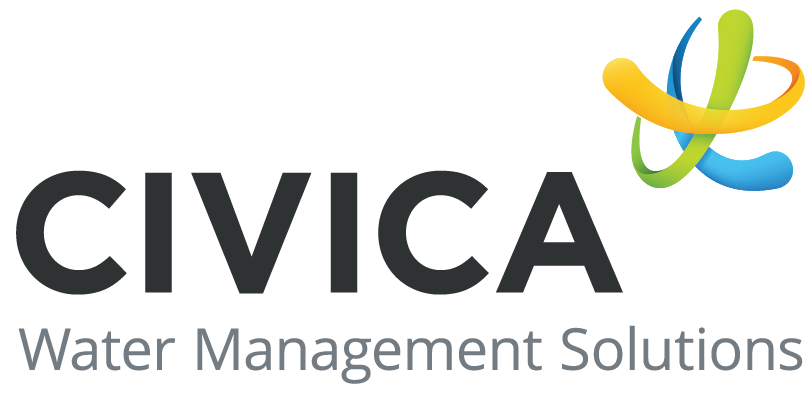 CIVICA
Water Management Solutions